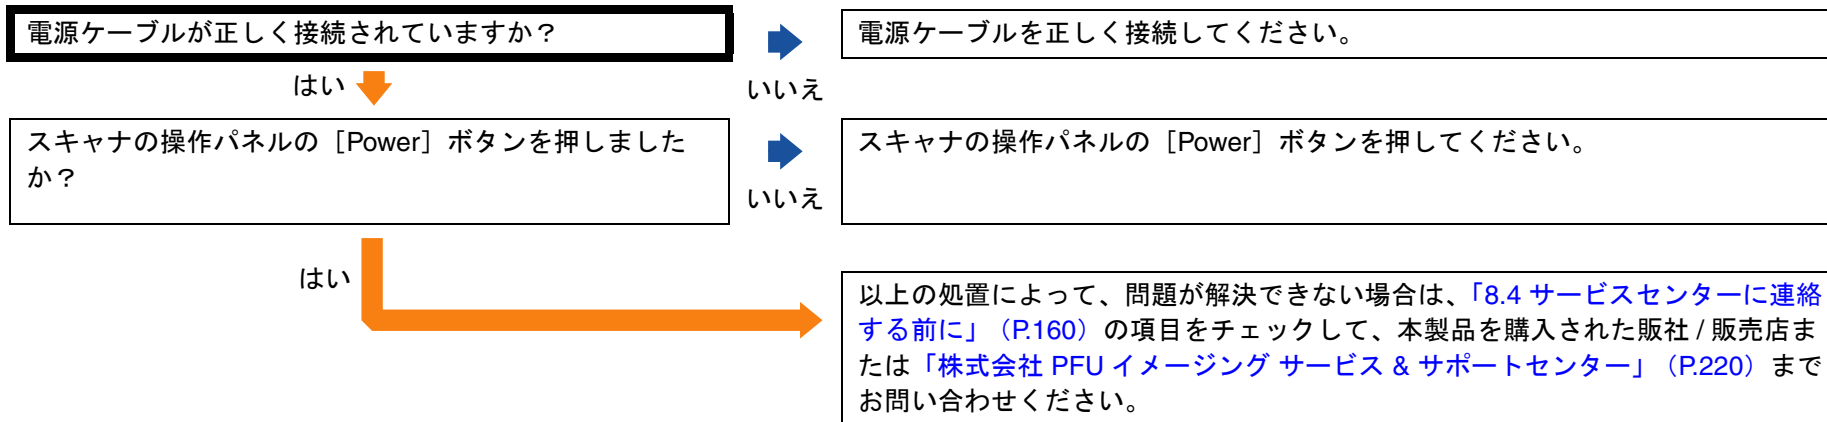 電源ケーブルが正しく接続されていますか？
電源ケーブルを正しく接続してください。
はい
いいえ
スキャナの操作パネルの［Power］ボタンを押しました
か？
スキャナの操作パネルの［Power］ボタンを押してください。
いいえ
はい
以上の処置によって、問題が解決できない場合は、「8.4 サービスセンターに連絡
する前に」（P.160）の項目をチェックして、本製品を購入された販社 / 販売店ま
たは「株式会社 PFU イメージング サービス & サポートセンター」（P.220）まで
お問い合わせください。